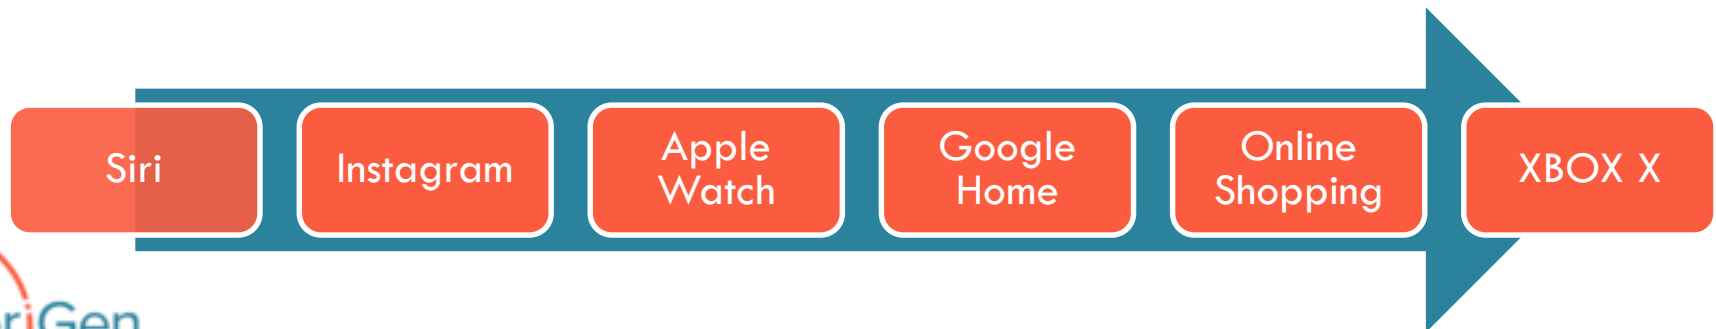 Siri
Instagram
Apple
Watch
Google
Home
Online
Shopping
XBOX X